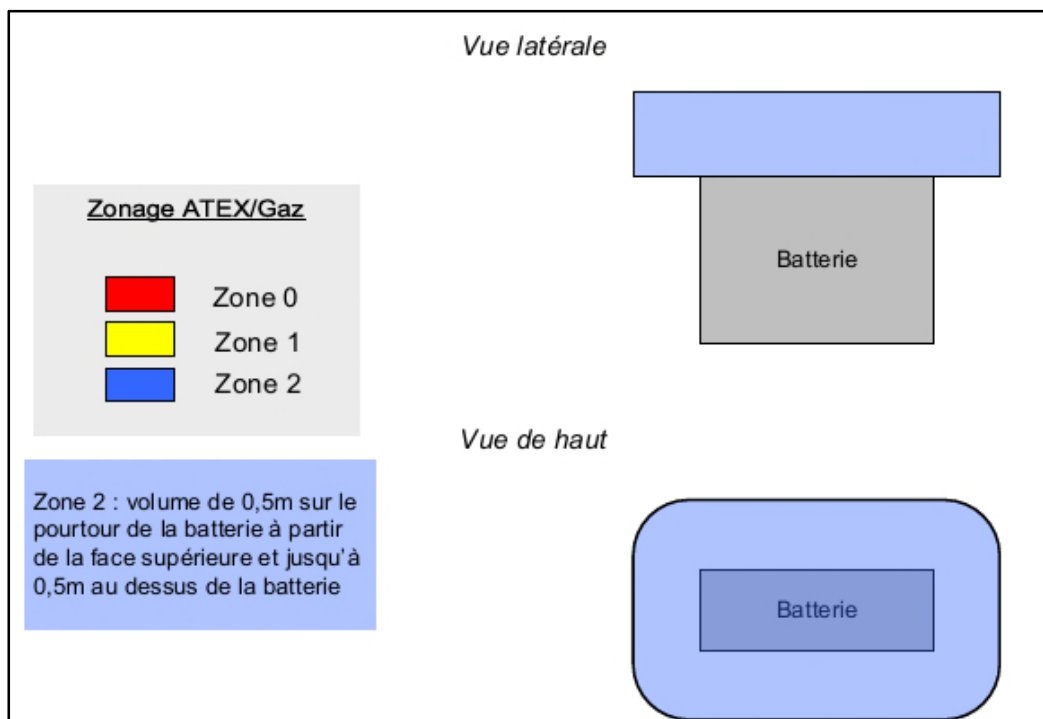 Vue latérale
Zonage ATEX/Gaz
Zone 0
Zone 1
Zone 2
Batterie
Vue de haut
Zone 2 : volume de 0,5m sur le
pourtour de la batterie à partir
de la face supérieure et jusqu'à
0,5m au dessus de la batterie
Batterie